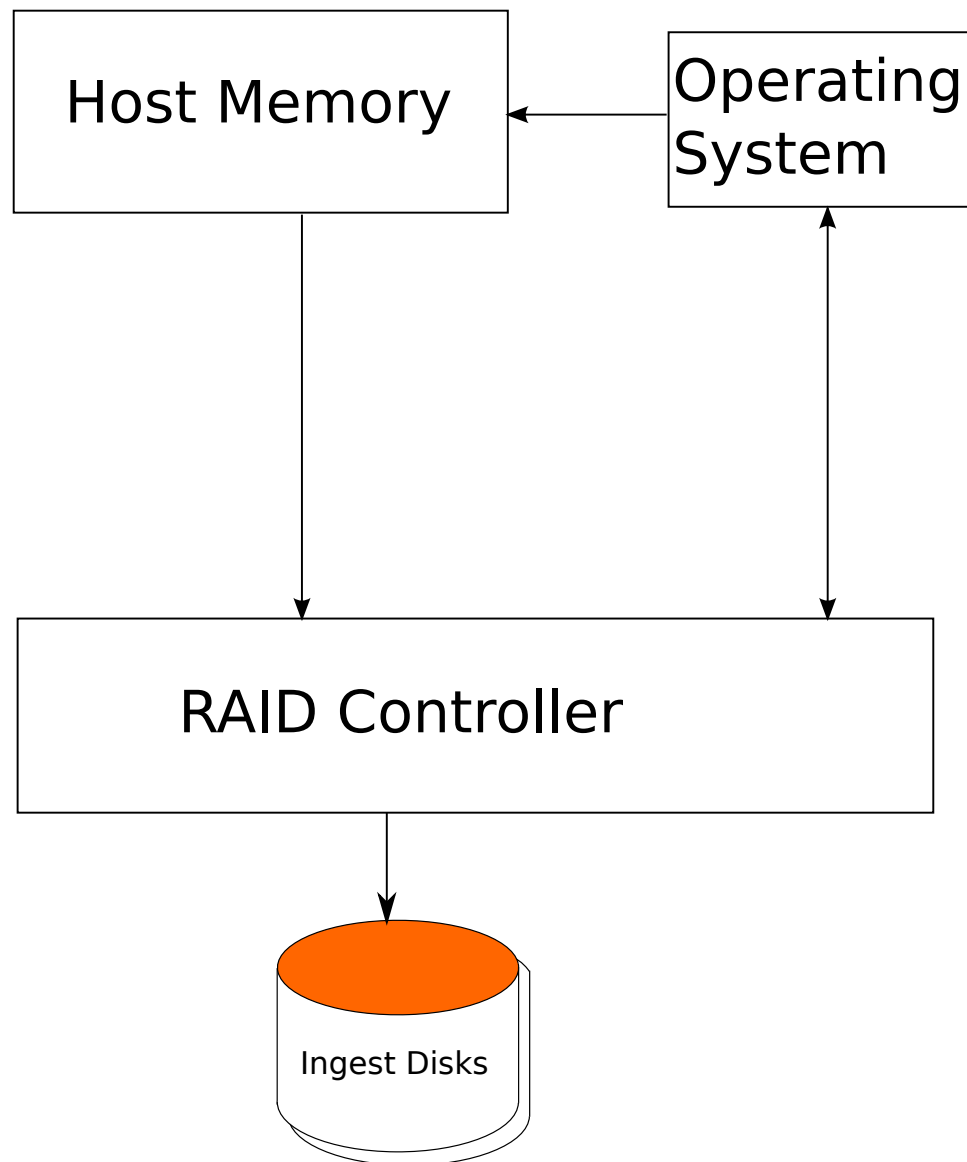 Host Memory
Operating
System
RAID Controller
Ingest Disks